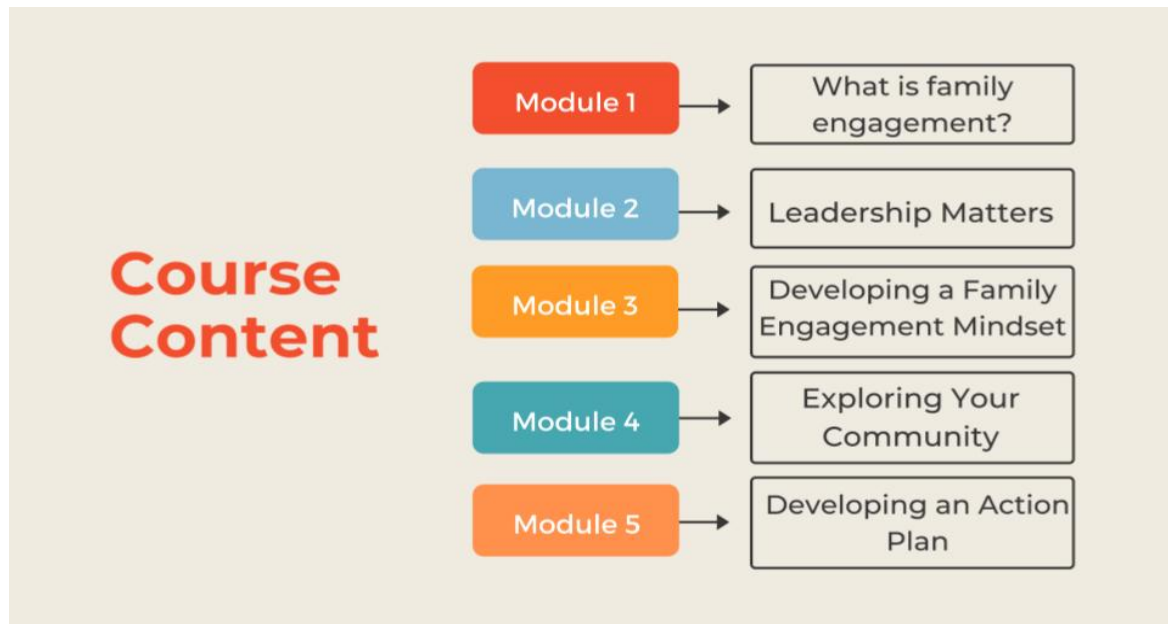 Course
Content
Module 1
What is family
engagement?
Module 2
Leadership Matters
Module 3
Developing a Family
Engagement Mindset
Module 4
Exploring Your
Community
Module 5
Developing an Action
Plan